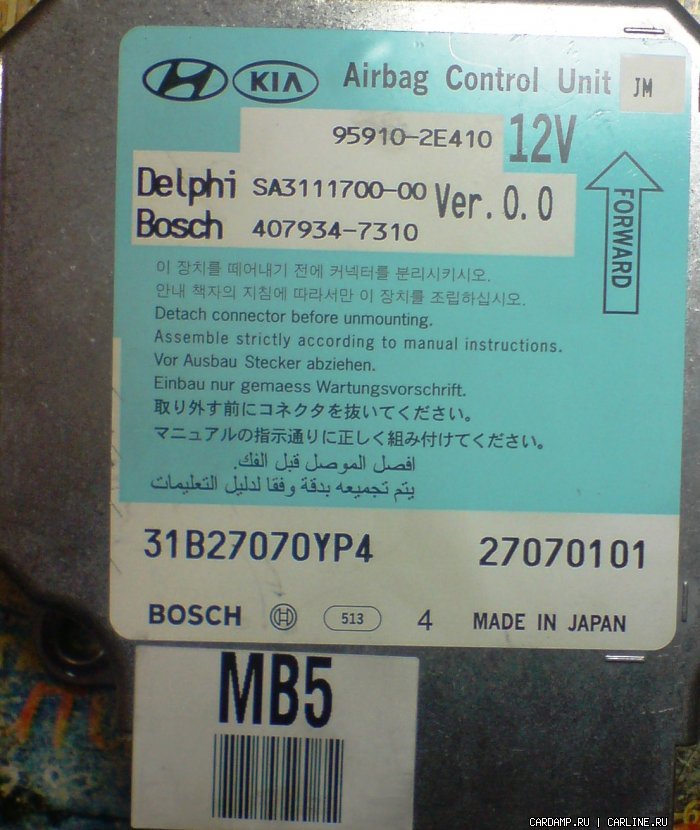 HYUNDAI KIA Airbag Control Unit JM
95910-2E410 12V
Delphi SA3111700-00 Ver. 0.0
Bosch 407934-7310
FORWARD
이 장치를 떼어내기 전에 커넥터를 분리시키시오.
안내 책자의 지침에 따라서만 이 장치를 조립하십시오.
Detach connector before unmounting.
Assemble strictly according to manual instructions.
Vor Ausbau Stecker abziehen.
Einbau nur gemaess Wartungsvorschrift.
取り外す前にコネクタを抜いてください。
マニュアルの指示通りに正しく組み付けてください。
افصل الموصل قبل الفك.
يتم تجميعه بدقة وفقا لدليل التعليمات
31B27070YP4 27070101
BOSCH 513 4 MADE IN JAPAN
MB5
CARDAMP.RU | CARLINE.RU